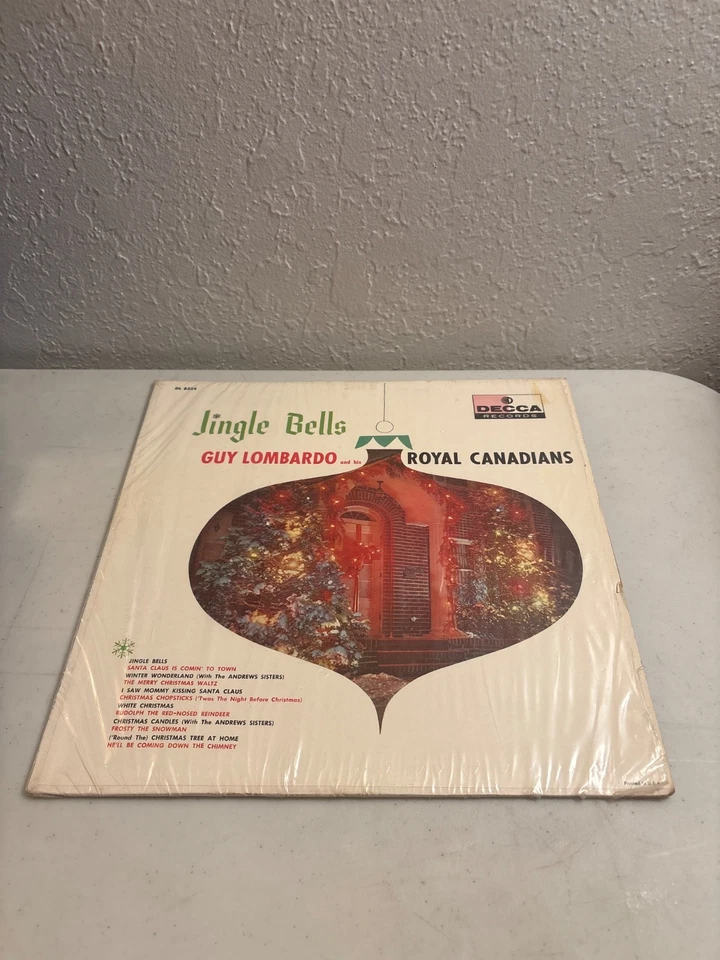 DL 8354
Jingle Bells
DECCA
RECORDS
GUY LOMBARDO and his ROYAL CANADIANS
JINGLE BELLS
SANTA CLAUS IS COMIN' TO TOWN
WINTER WONDERLAND (With The ANDREWS SISTERS)
THE MERRY CHRISTMAS WALTZ
I SAW MOMMY KISSING SANTA CLAUS
CHRISTMAS CHOPSTICKS ('Twas The Night Before Christmas)
WHITE CHRISTMAS
RUDOLPH THE RED-NOSED REINDEER
CHRISTMAS CANDLES (With The ANDREWS SISTERS)
FROSTY THE SNOWMAN
('Round The) CHRISTMAS TREE AT HOME
HE'LL BE COMING DOWN THE CHIMNEY
Printed